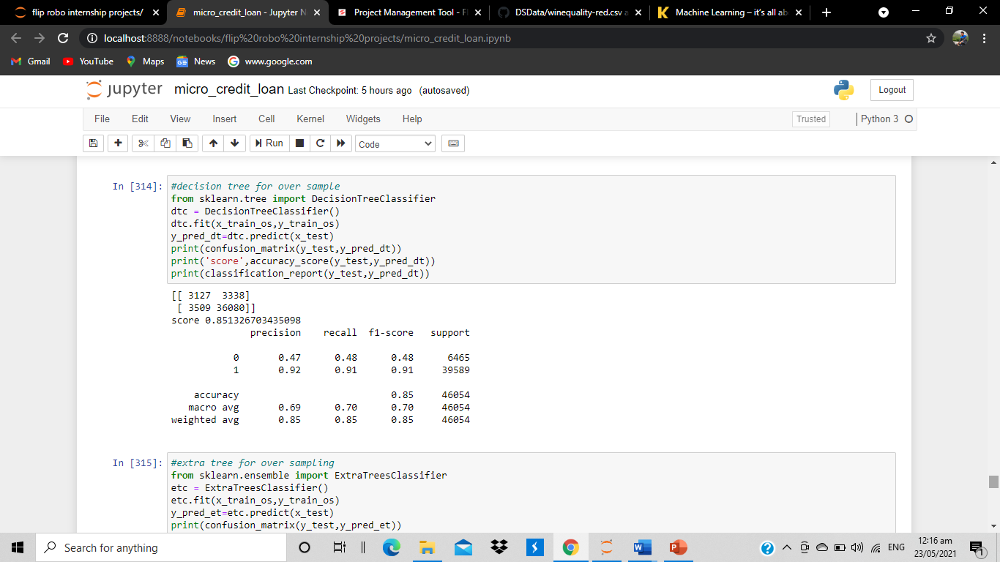 flip robo internship projects/
micro_credit_loan - Jupyter N
Project Management Tool - Fl
DSData/winequality-red.csv a
Machine Learning – it's all ab
localhost:8888/notebooks/flip%20robo%20internship%20projects/micro_credit_loan.ipynb
Gmail YouTube Maps News www.google.com
jupyter micro_credit_loan Last Checkpoint: 5 hours ago (autosaved)
Logout
File Edit View Insert Cell Kernel Widgets Help
Trusted
Python 3
Run
Code
In [314]: #decision tree for over sample
from sklearn.tree import DecisionTreeClassifier
dtc = DecisionTreeClassifier()
dtc.fit(x_train_os,y_train_os)
y_pred_dt=dtc.predict(x_test)
print(confusion_matrix(y_test,y_pred_dt))
print('score',accuracy_score(y_test,y_pred_dt))
print(classification_report(y_test,y_pred_dt))
[[ 3127  3338]
[ 3509 36080]]
score 0.851326703435098
precision recall f1-score support
0 0.47 0.48 0.48 6465
1 0.92 0.91 0.91 39589
accuracy 0.85 46054
macro avg 0.69 0.70 0.70 46054
weighted avg 0.85 0.85 0.85 46054
In [315]: #extra tree for over sampling
from sklearn.ensemble import ExtraTreesClassifier
etc = ExtraTreesClassifier()
etc.fit(x_train_os,y_train_os)
y_pred_et=etc.predict(x_test)
print(confusion_matrix(y_test,y_pred_et))
Search for anything
ENG
12:16 am
23/05/2021
1